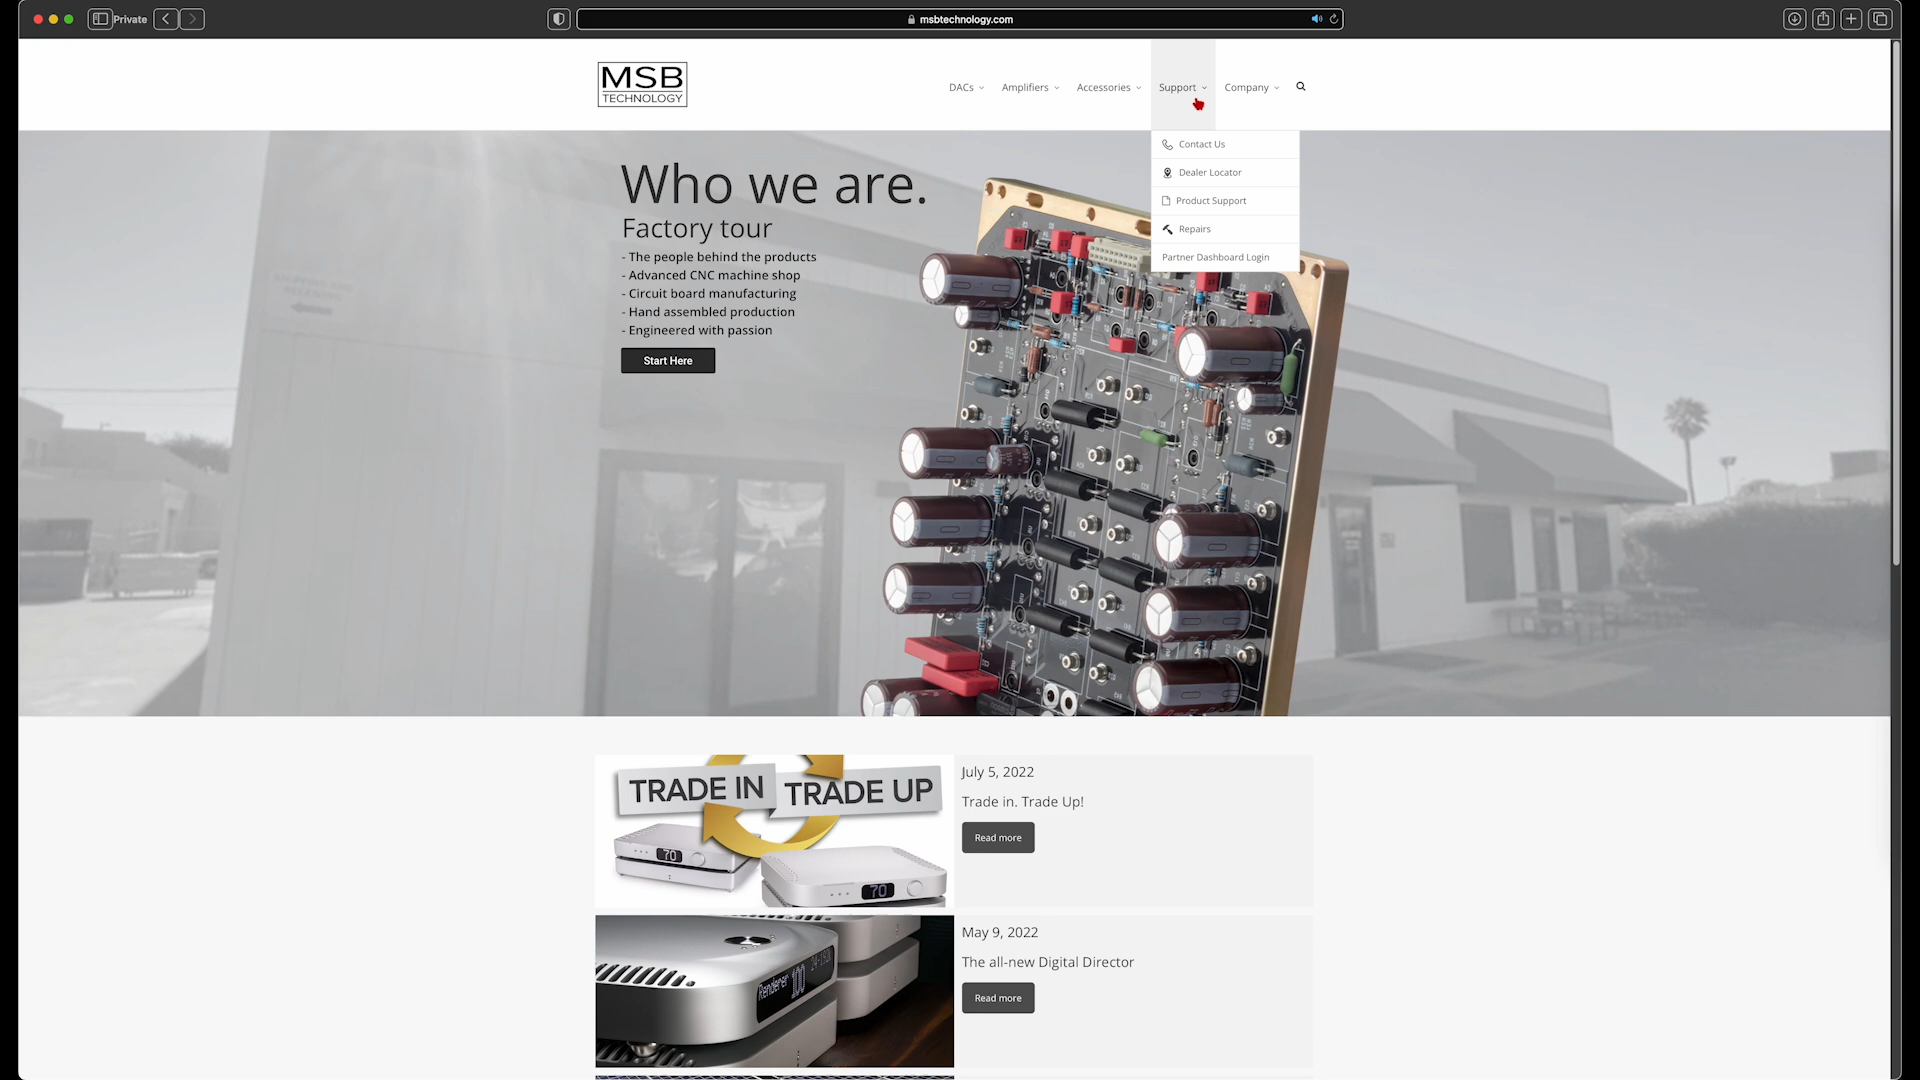 Private
msbtechnology.com
MSB
TECHNOLOGY
DACs
Amplifiers
Accessories
Support
Company
Contact Us
Dealer Locator
Product Support
Repairs
Partner Dashboard Login
Who we are.
Factory tour
- The people behind the products
- Advanced CNC machine shop
- Circuit board manufacturing
- Hand assembled production
- Engineered with passion
Start Here
TRADE IN TRADE UP
70
70
July 5, 2022
Trade in. Trade Up!
Read more
Renderer 100
May 9, 2022
The all-new Digital Director
Read more